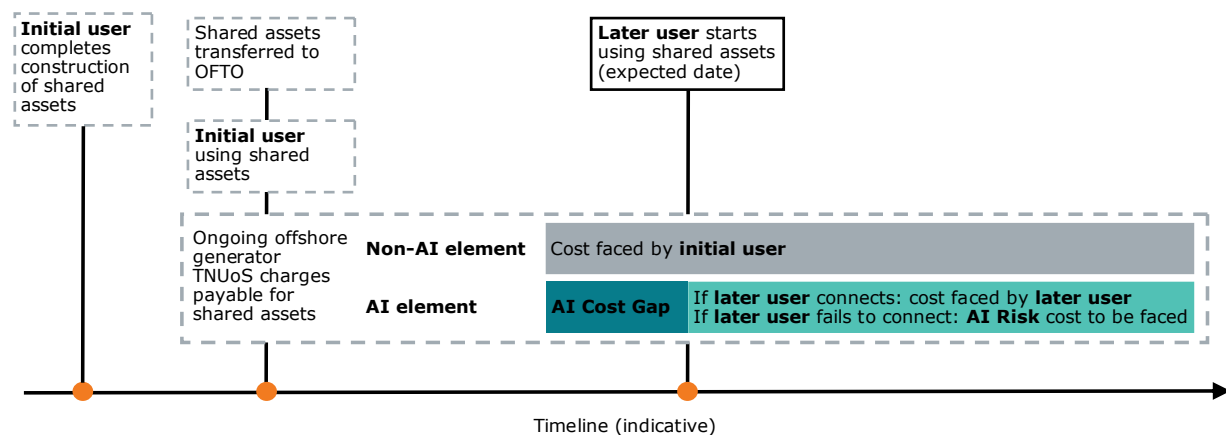 Initial user
completes
construction
of shared
assets
Shared assets
transferred to
OFTO
Initial user
using shared
assets
Later user starts
using shared assets
(expected date)
Ongoing offshore
generator
TNUoS charges
payable for
shared assets
Non-AI element
Cost faced by initial user
AI element
AI Cost Gap
If later user connects: cost faced by later user
If later user fails to connect: AI Risk cost to be faced
Timeline (indicative)